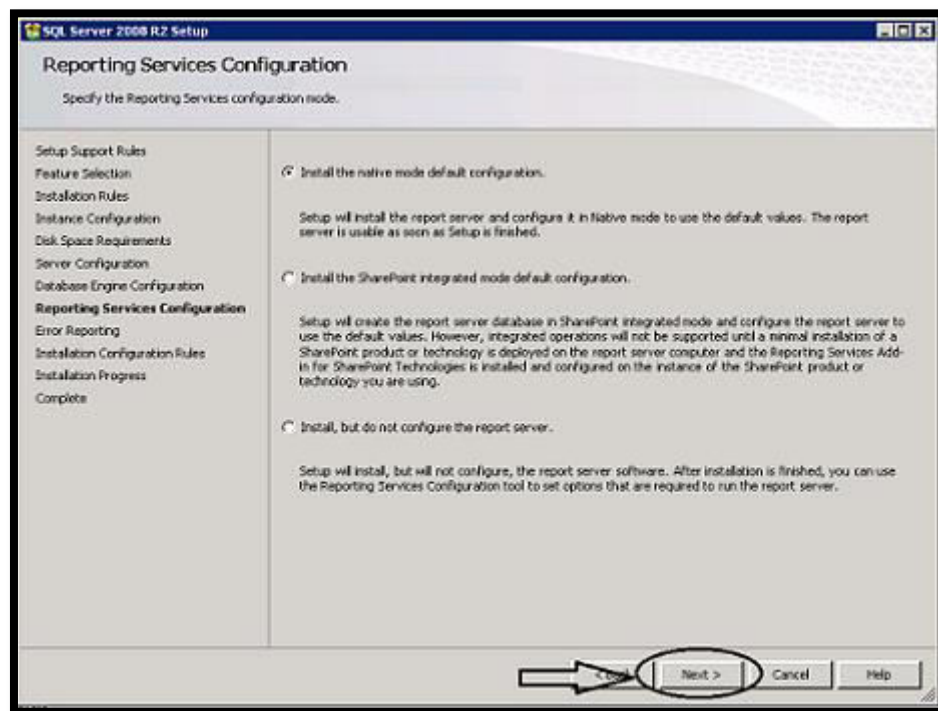 SQL Server 2008 R2 Setup
Reporting Services Configuration
Specify the Reporting Services configuration mode.
Setup Support Rules
Feature Selection
Installation Rules
Instance Configuration
Disk Space Requirements
Server Configuration
Database Engine Configuration
Reporting Services Configuration
Error Reporting
Installation Configuration Rules
Installation Progress
Complete
Install the native mode default configuration.
Setup will install the report server and configure it in Native mode to use the default values. The report
server is usable as soon as Setup is finished.
Install the SharePoint integrated mode default configuration.
Setup will create the report server database in SharePoint integrated mode and configure the report server to
use the default values. However, integrated operations will not be supported until a minimal installation of a
SharePoint product or technology is deployed on the report server computer and the Reporting Services Add-
in for SharePoint Technologies is installed and configured on the instance of the SharePoint product or
technology you are using.
Install, but do not configure the report server.
Setup will install, but will not configure, the report server software. After installation is finished, you can use
the Reporting Services Configuration tool to set options that are required to run the report server.
Next >
Cancel
Help